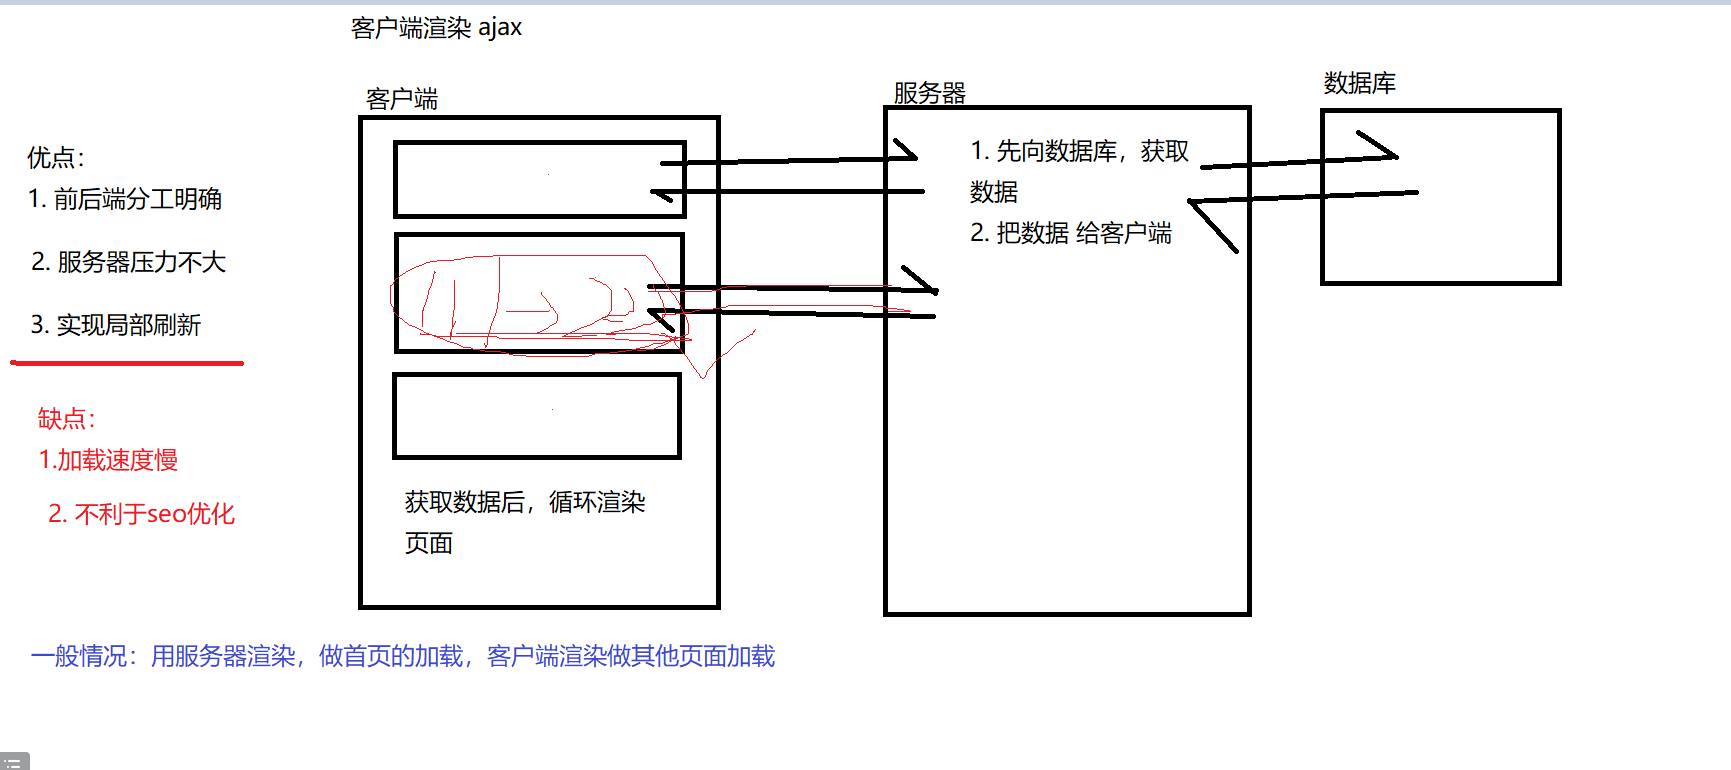 客户端渲染 ajax
客户端
服务器
数据库
优点：
1. 前后端分工明确
2. 服务器压力不大
3. 实现局部刷新
缺点：
1.加载速度慢
2. 不利于seo优化
1. 先向数据库，获取
数据
2. 把数据 给客户端
获取数据后，循环渲染
页面
一般情况：用服务器渲染，做首页的加载，客户端渲染做其他页面加载